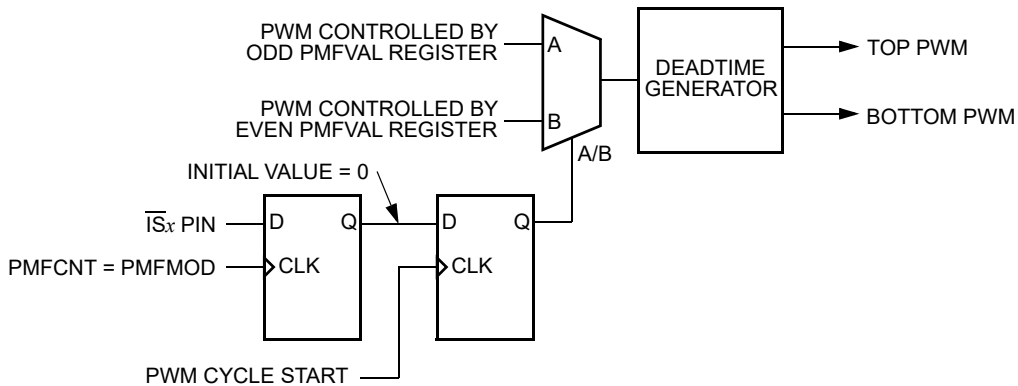 PWM CONTROLLED BY
ODD PMFVAL REGISTER
A
DEADTIME
GENERATOR
TOP PWM
PWM CONTROLLED BY
EVEN PMFVAL REGISTER
B
BOTTOM PWM
A/B
INITIAL VALUE = 0
I̅S̅x PIN
D
Q
D
Q
PMFCNT = PMFMOD
CLK
CLK
PWM CYCLE START